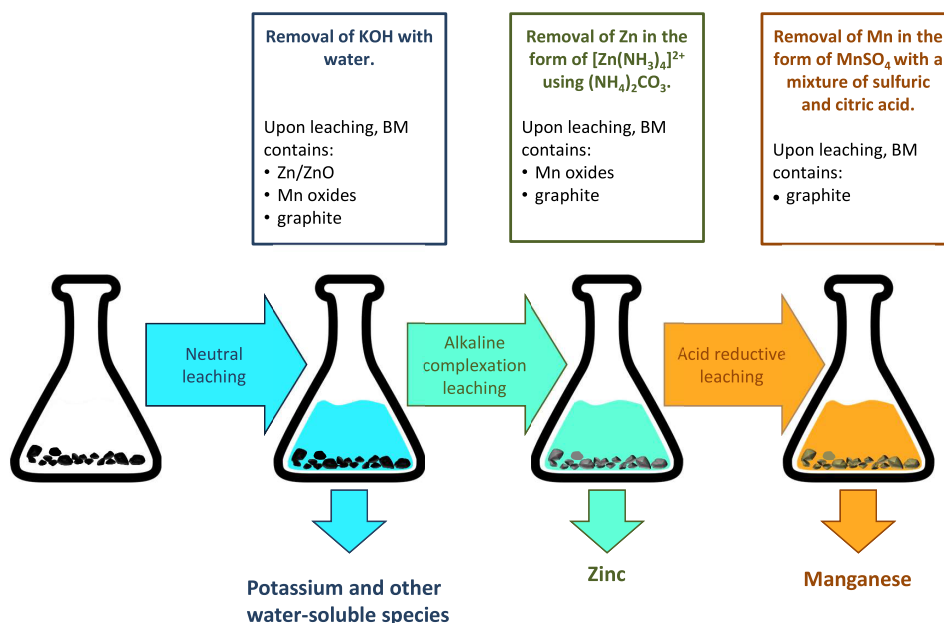 Removal of KOH with
water.
Upon leaching, BM
contains:
• Zn/ZnO
• Mn oxides
• graphite
Removal of Zn in the
form of [Zn(NH₃)₄]²⁺
using (NH₄)₂CO₃.
Upon leaching, BM
contains:
• Mn oxides
• graphite
Removal of Mn in the
form of MnSO₄ with a
mixture of sulfuric
and citric acid.
Upon leaching, BM
contains:
• graphite
Neutral
leaching
Alkaline
complexation
leaching
Acid reductive
leaching
Potassium and other
water-soluble species
Zinc
Manganese